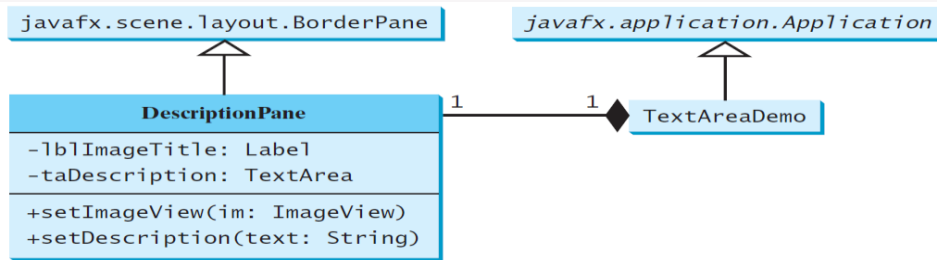 javafx.scene.layout.BorderPane
javafx.application.Application
DescriptionPane
1
1
TextAreaDemo
-lblImageTitle: Label
-taDescription: TextArea
+setImageView(im: ImageView)
+setDescription(text: String)